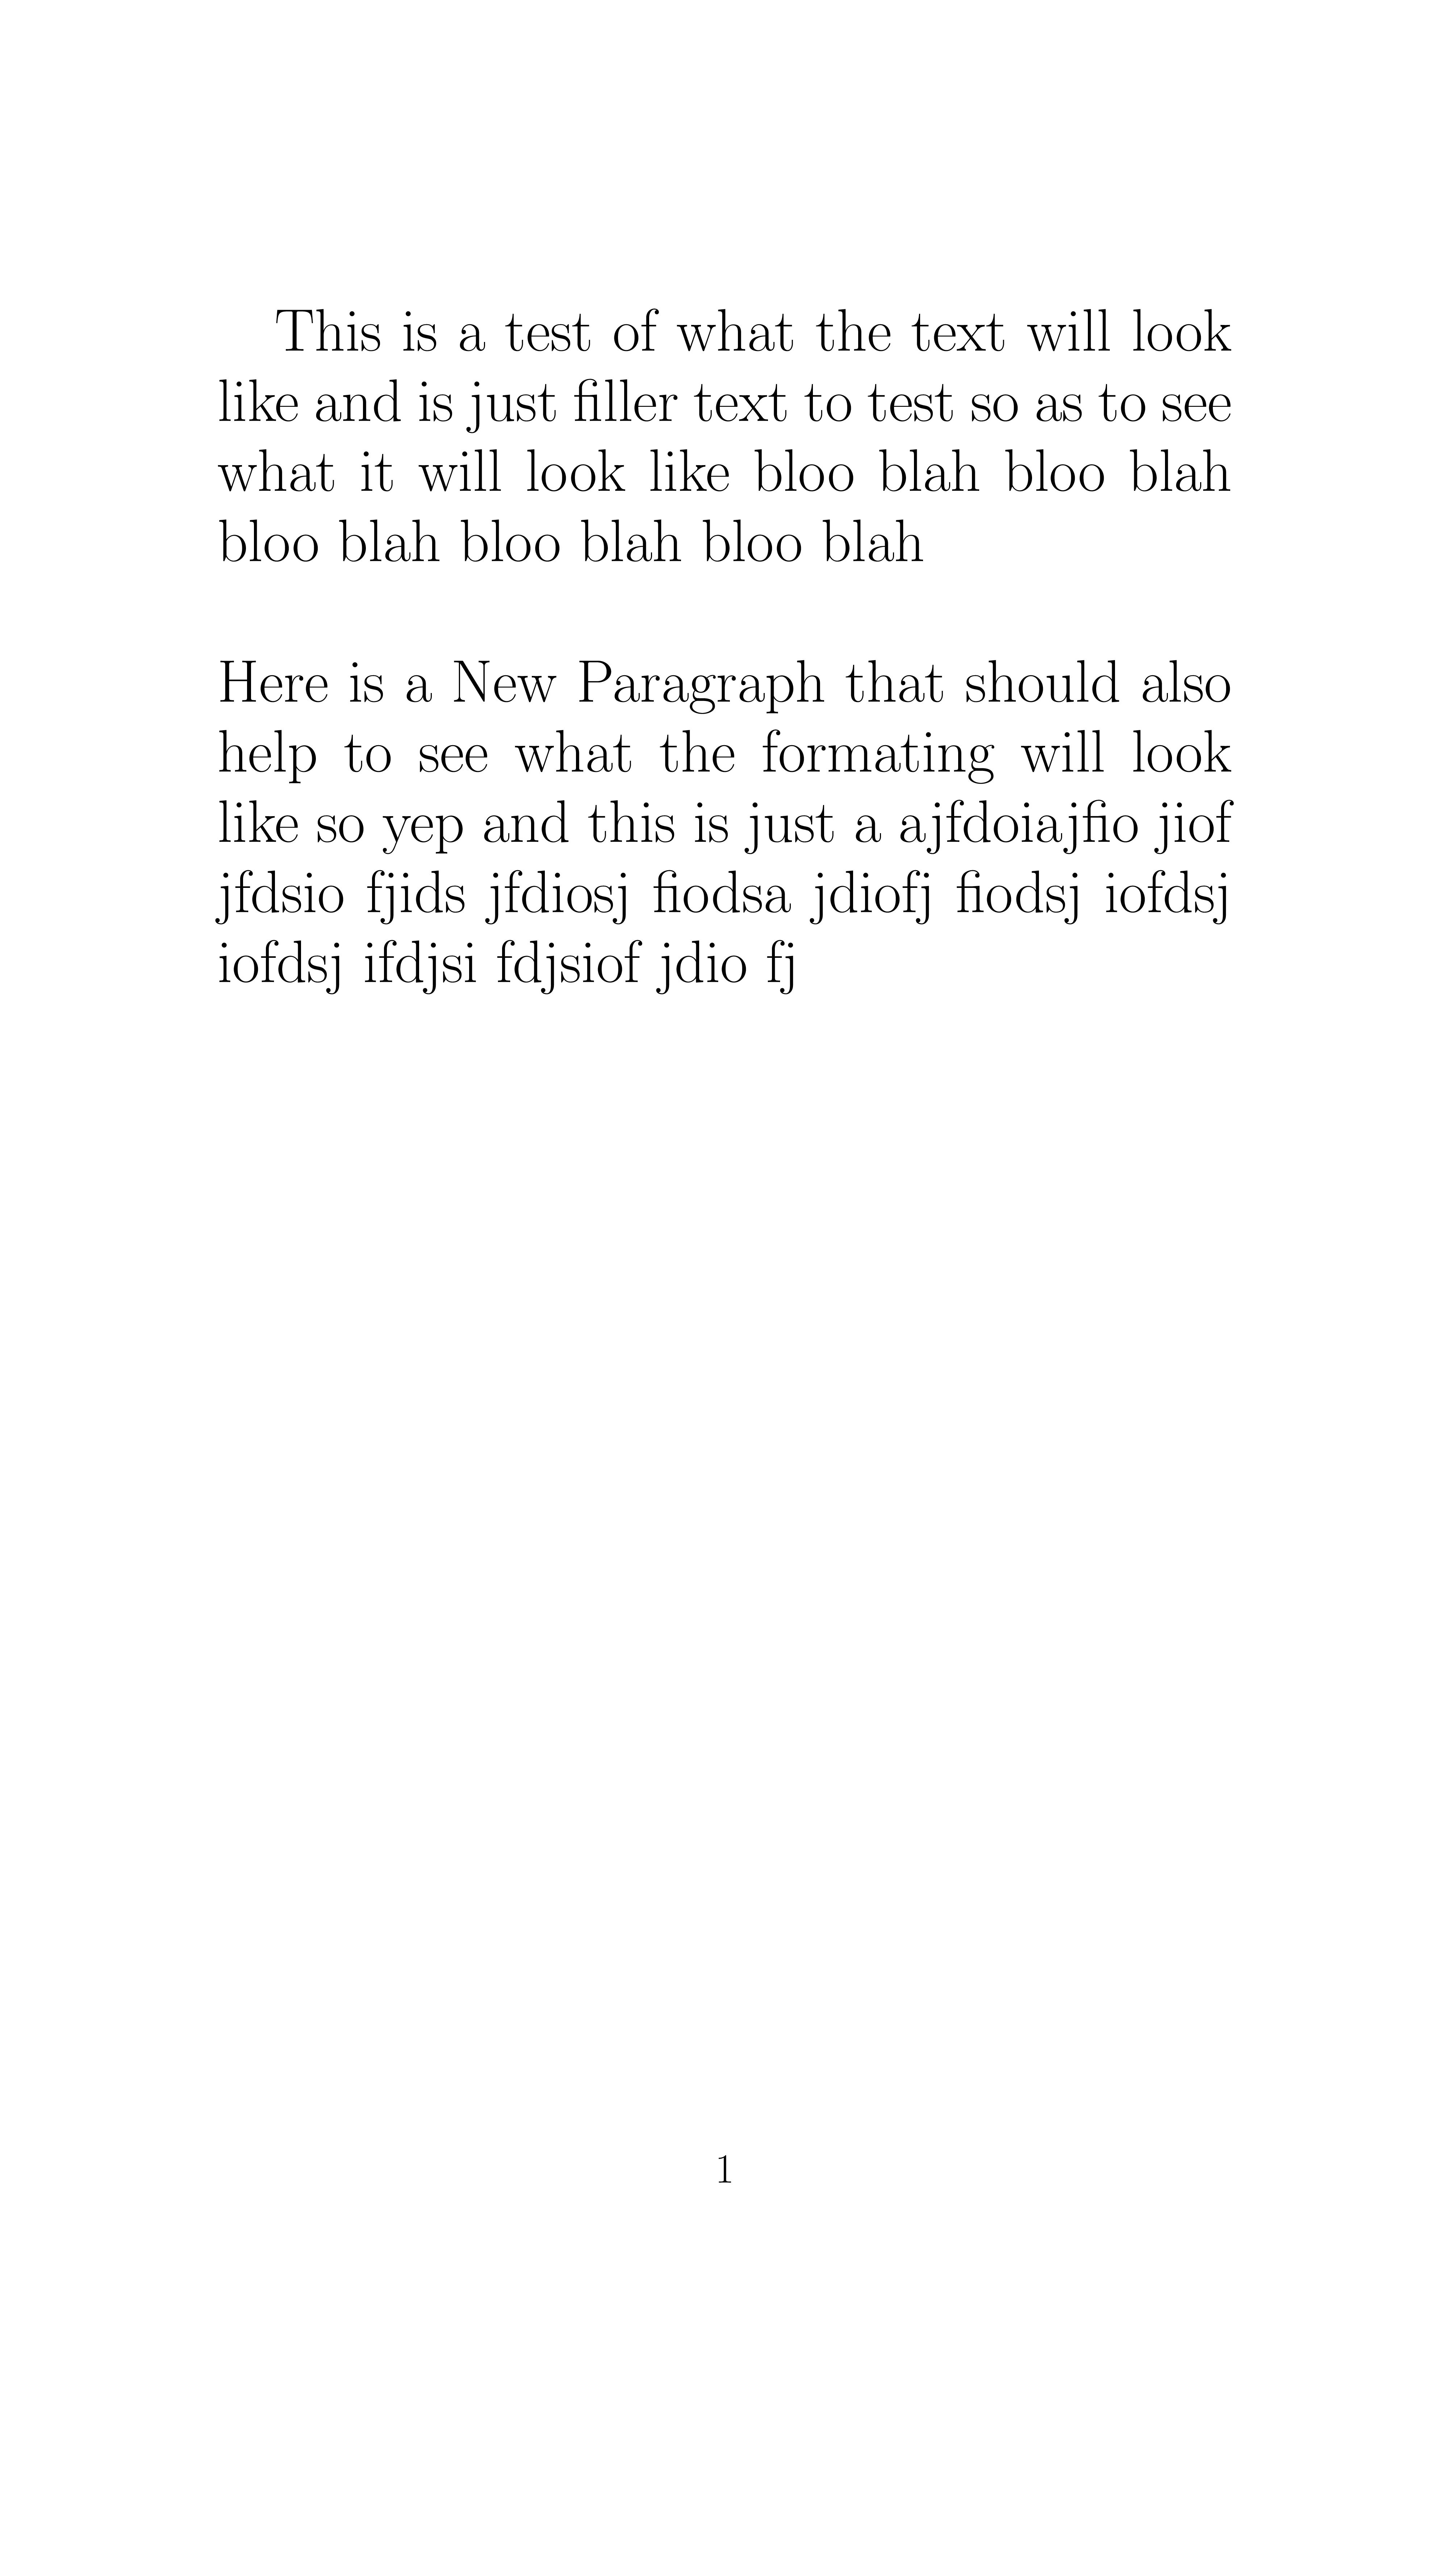 This is a test of what the text will look
like and is just filler text to test so as to see
what it will look like bloo blah bloo blah
bloo blah bloo blah bloo blah
Here is a New Paragraph that should also
help to see what the formating will look
like so yep and this is just a ajfdoiajfio jiof
jfdsio fjids jfdiosj fiodsa jdiofj fiodsj iofdsj
iofdsj ifdjsi fdjsiof jdio fj
1